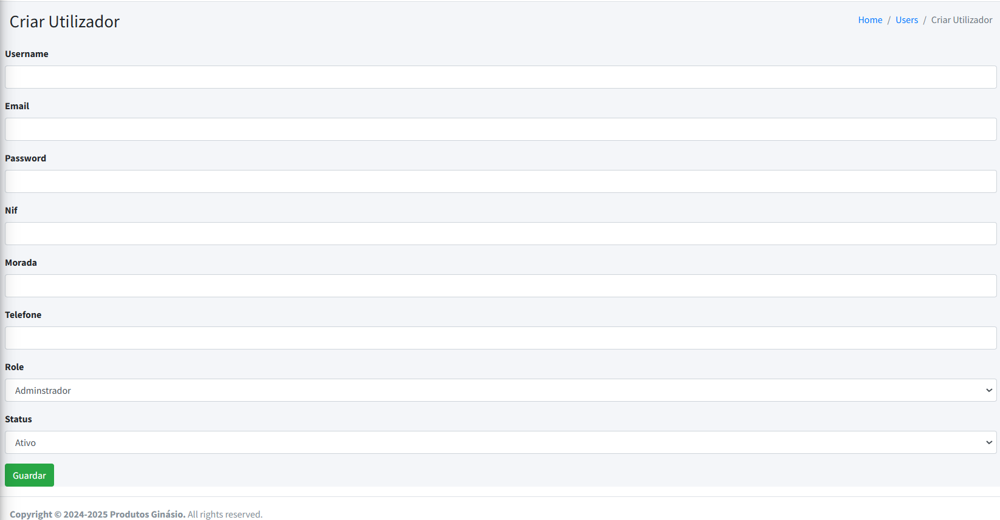 Criar Utilizador
Home / Users / Criar Utilizador
Username
Email
Password
Nif
Morada
Telefone
Role
Adminstrador
Status
Ativo
Guardar
Copyright © 2024-2025 Produtos Ginásio. All rights reserved.